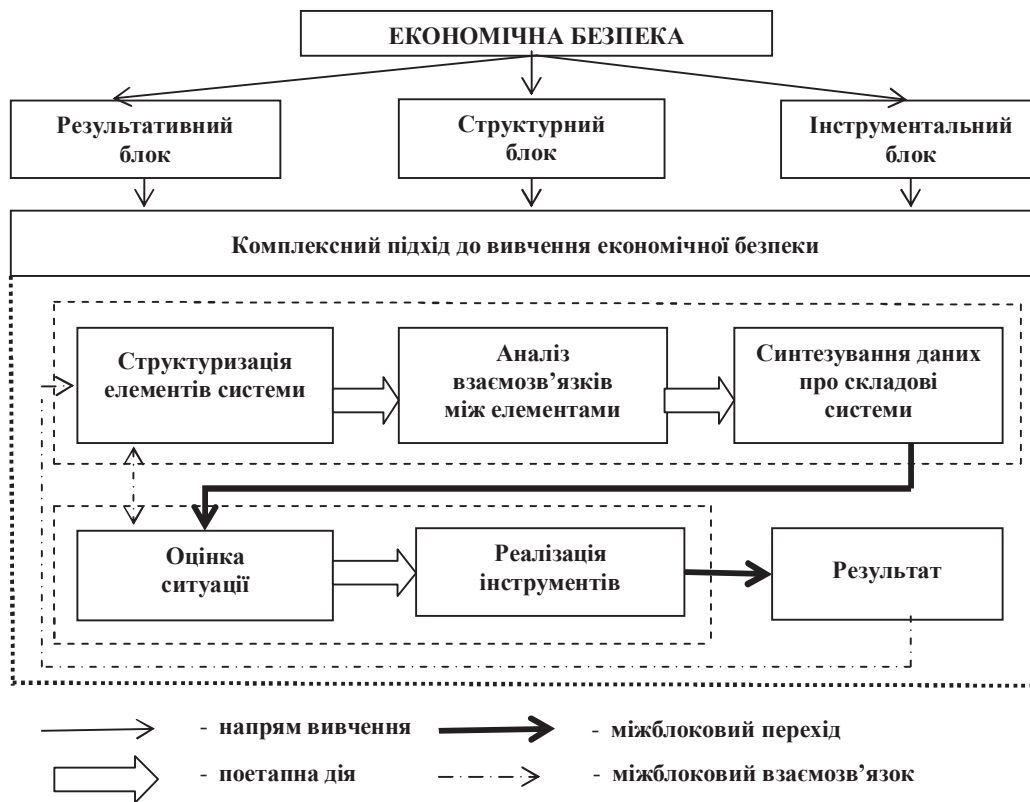 ЕКОНОМІЧНА БЕЗПЕКА
Результативний
блок
Структурний
блок
Інструментальний
блок
Комплексний підхід до вивчення економічної безпеки
Структуризація
елементів системи
Аналіз
взаємозв’язків
між елементами
Синтезування даних
про складові
системи
Оцінка
ситуації
Реалізація
інструментів
Результат
- напрям вивчення
- міжблоковий перехід
- поетапна дія
- міжблоковий взаємозв’язок